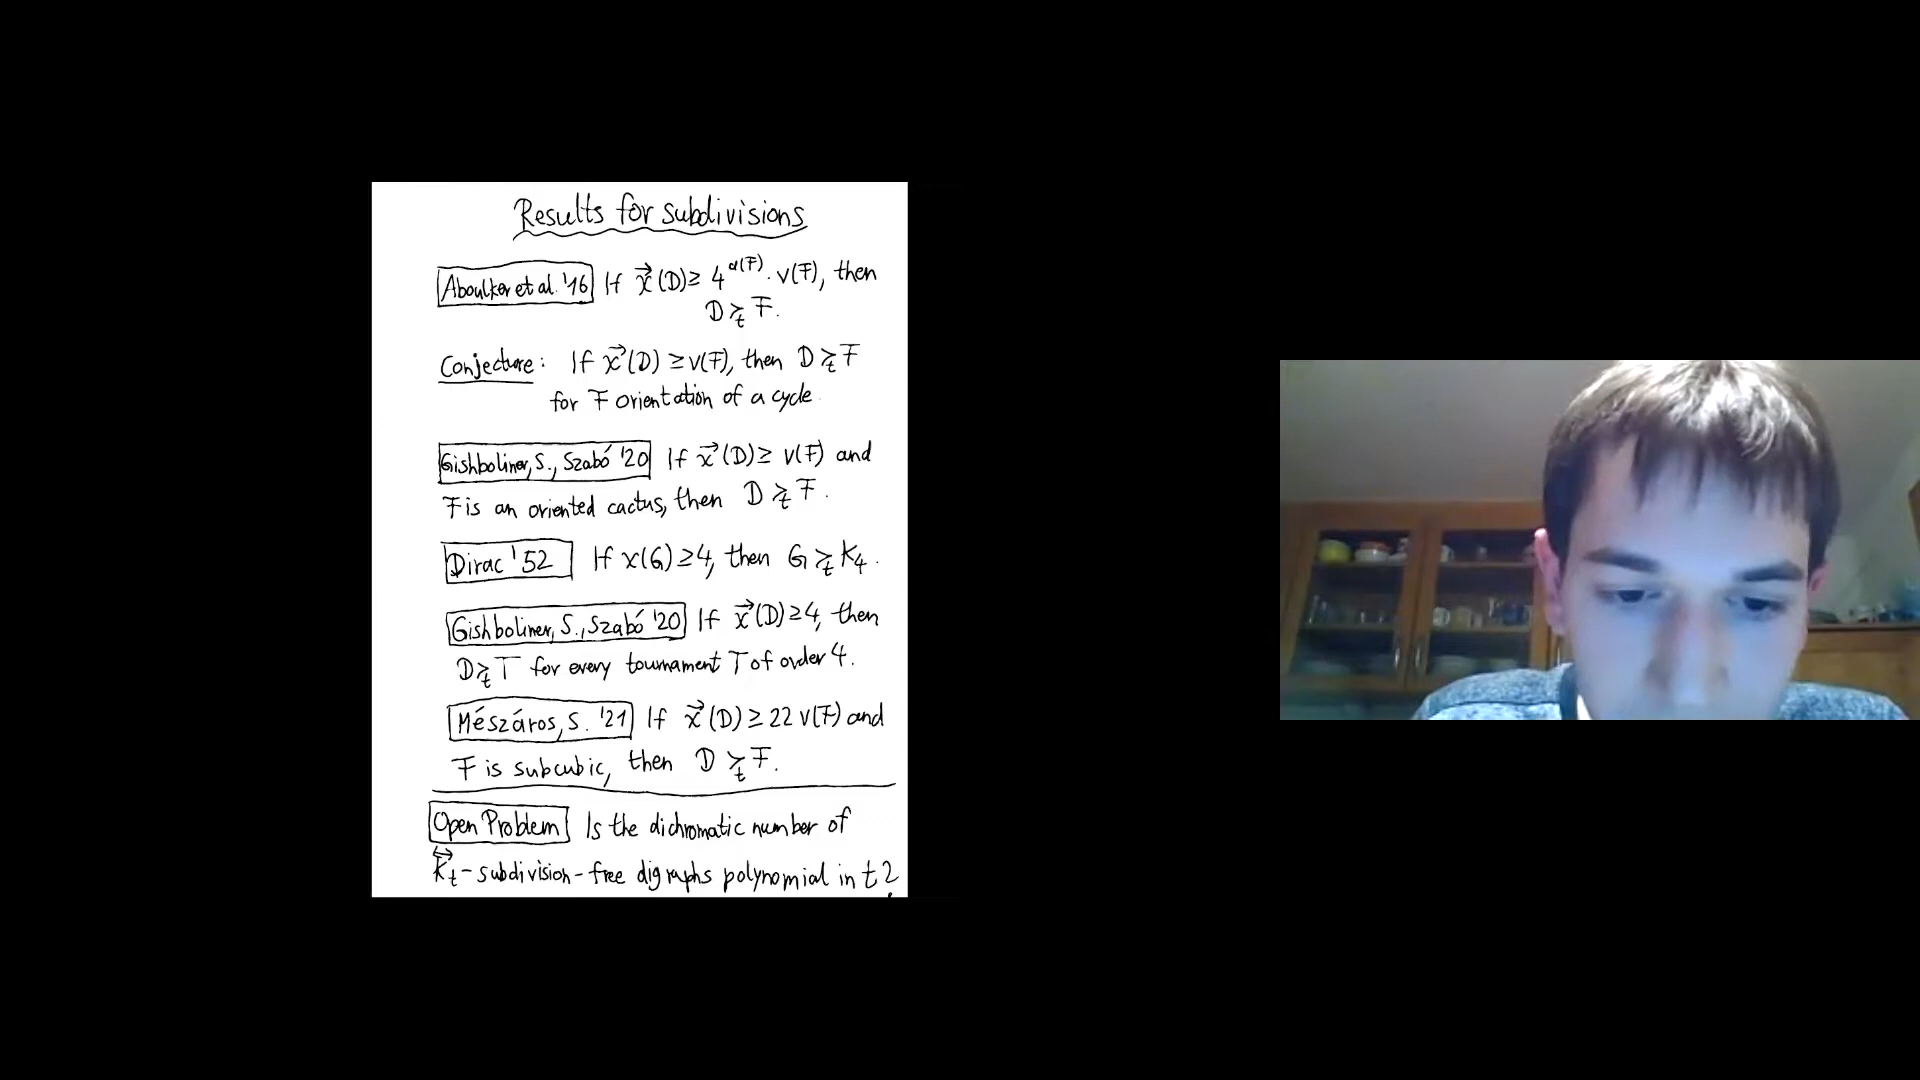 Results for subdivisions
Aboulker et al. '16 If χ⃗(D) ≥ 4^{a(F)} · v(F), then
D ≽_t F.
Conjecture: If χ⃗(D) ≥ v(F), then D ≽_t F
for F orientation of a cycle.
Gishboliner, S., Szabó '20 If χ⃗(D) ≥ v(F) and
F is an oriented cactus, then D ≽_t F.
Dirac '52 If χ(G) ≥ 4, then G ≽_t K_4.
Gishboliner, S., Szabó '20 If χ⃗(D) ≥ 4, then
D ≽_t T for every tournament T of order 4.
Mészáros, S. '21 If χ⃗(D) ≥ 22 v(F) and
F is subcubic, then D ≽_t F.
Open Problem Is the dichromatic number of
K⃡_t-subdivision-free digraphs polynomial in t?